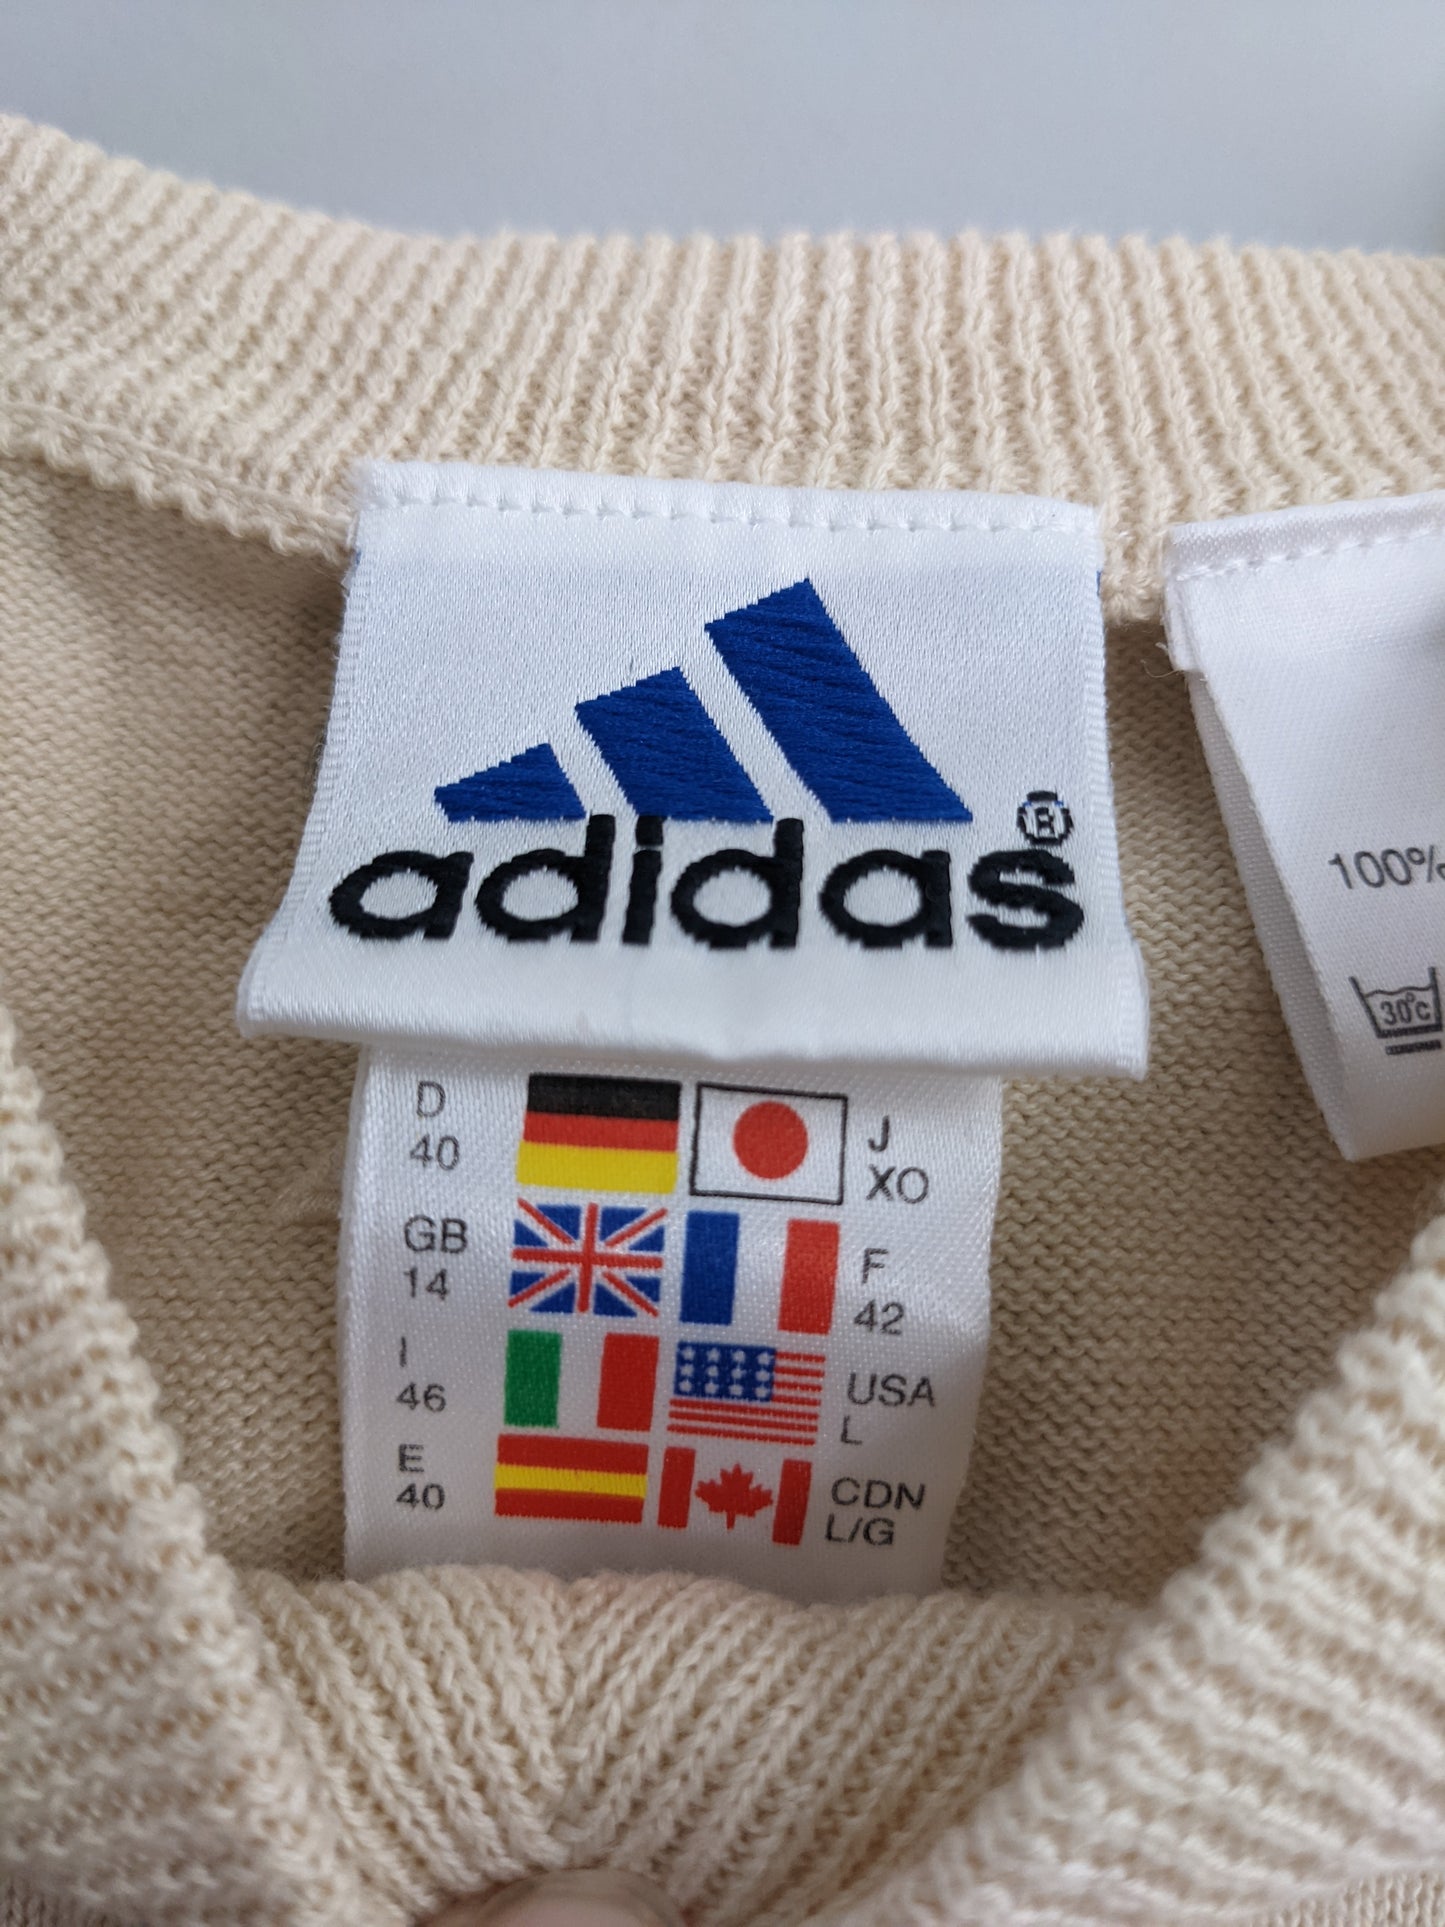 adidas®
D
40
J
XO
GB
14
F
42
I
46
USA
L
E
40
CDN
L/G
100%
30°C